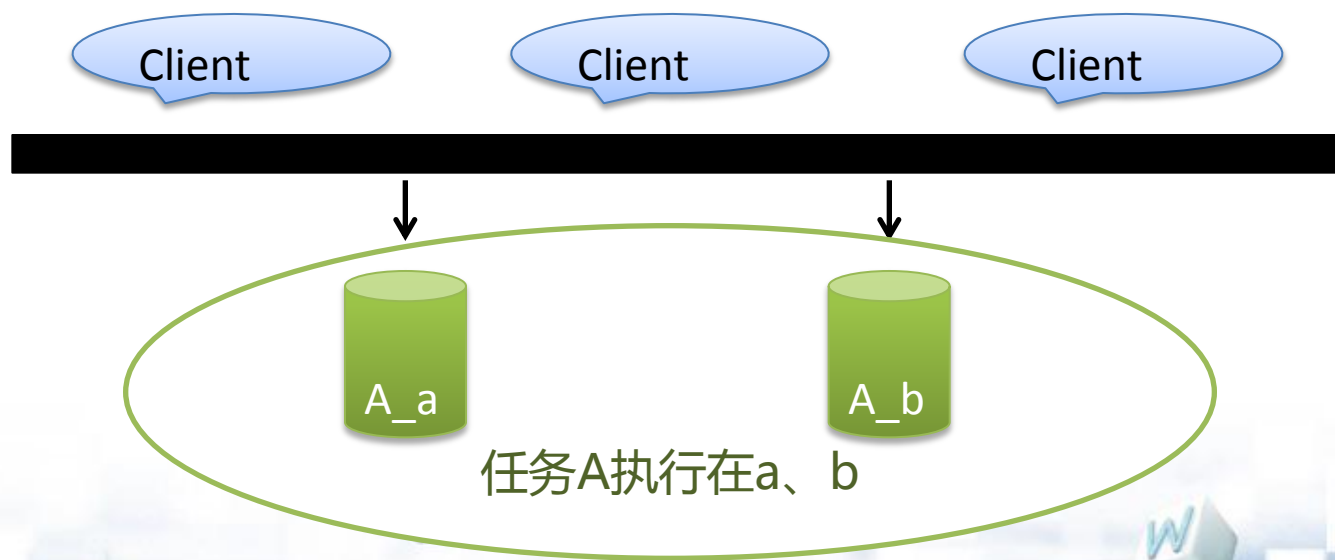 Client
Client
Client
A_a
A_b
任务A执行在a、b
W